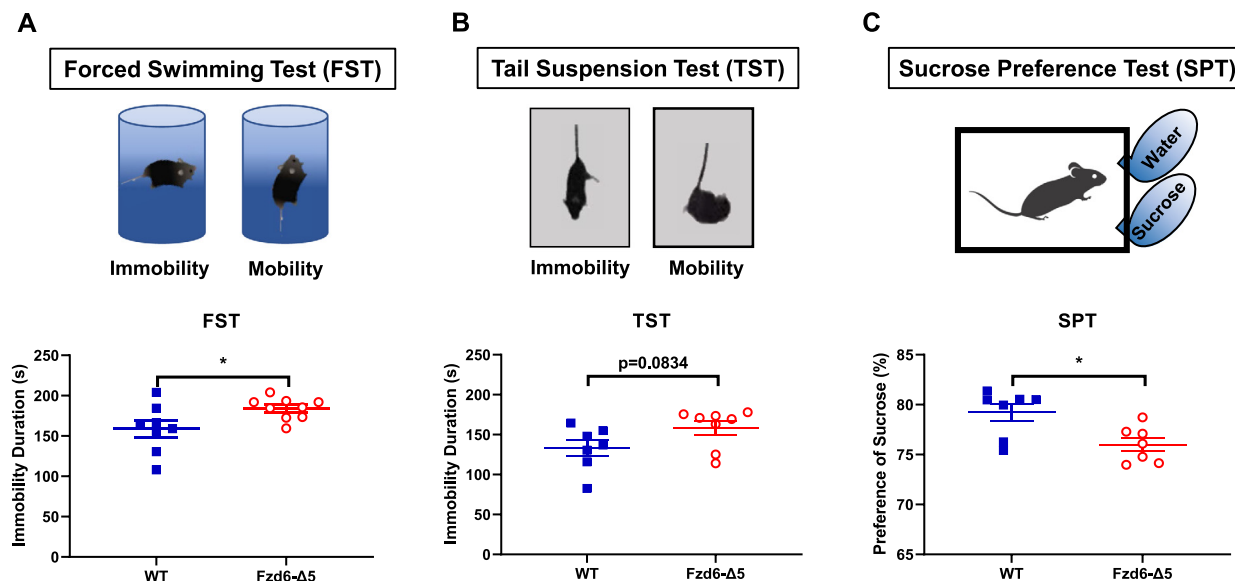 A
Forced Swimming Test (FST)
Immobility
Mobility
FST
Immobility Duration (s)
250
200
150
100
50
0
*
WT
Fzd6-Δ5
B
Tail Suspension Test (TST)
Immobility
Mobility
TST
Immobility Duration (s)
250
200
150
100
50
0
p=0.0834
WT
Fzd6-Δ5
C
Sucrose Preference Test (SPT)
Water
Sucrose
SPT
Preference of Sucrose (%)
85
80
75
70
65
*
WT
Fzd6-Δ5